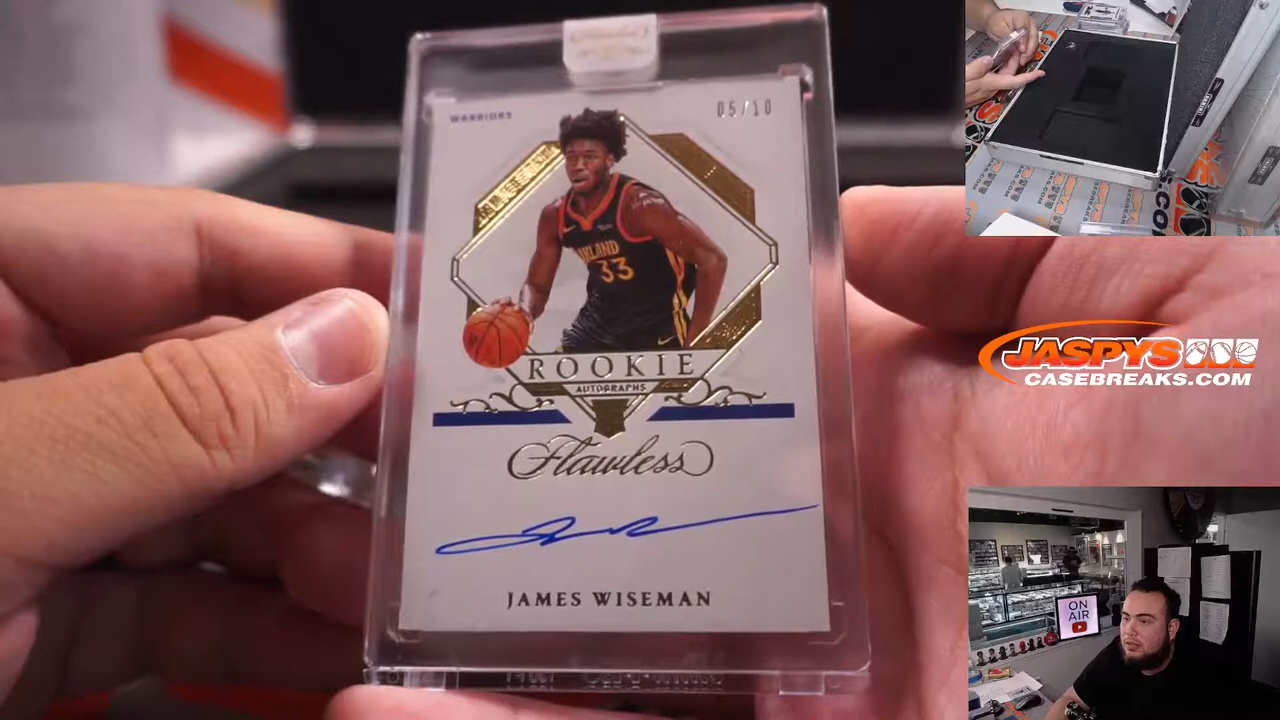 WARRIORS
05/10
OAKLAND
33
ROOKIE
AUTOGRAPHS
Flawless
JAMES WISEMAN
JASPYS
CASEBREAKS.COM
ON
AIR